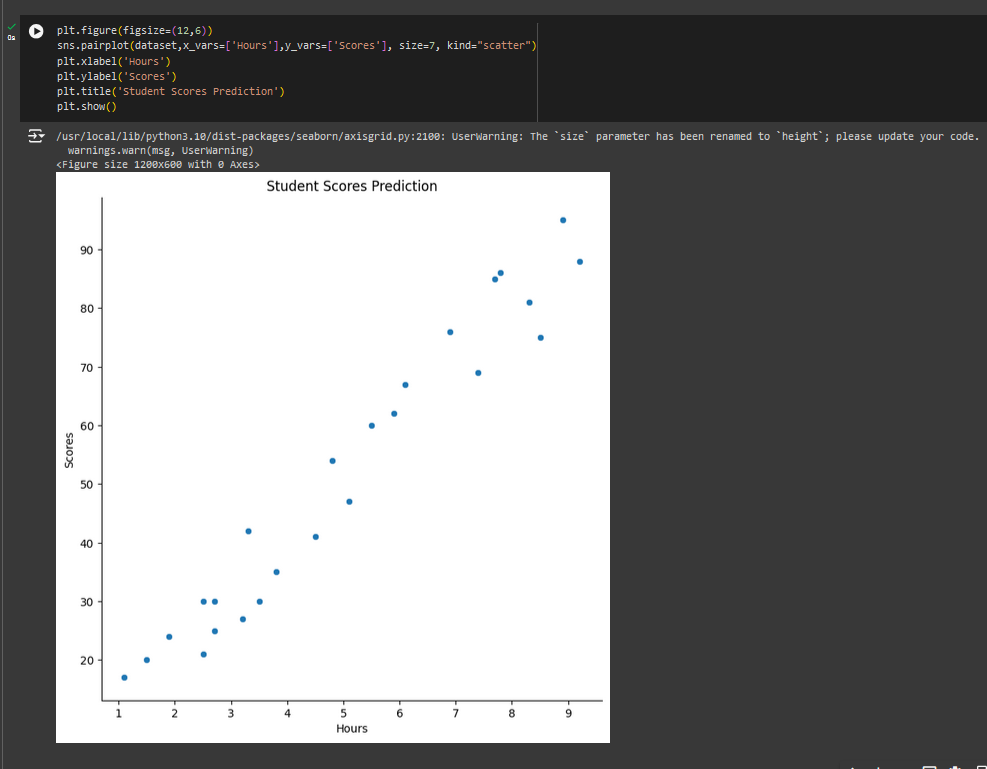 plt.figure(figsize=(12,6))
sns.pairplot(dataset,x_vars=['Hours'],y_vars=['Scores'], size=7, kind="scatter")
plt.xlabel('Hours')
plt.ylabel('Scores')
plt.title('Student Scores Prediction')
plt.show()
0s
/usr/local/lib/python3.10/dist-packages/seaborn/axisgrid.py:2100: UserWarning: The `size` parameter has been renamed to `height`; please update your code.
warnings.warn(msg, UserWarning)
<Figure size 1200x600 with 0 Axes>
Student Scores Prediction
90
80
70
60
50
40
30
20
Scores
1 2 3 4 5 6 7 8 9
Hours